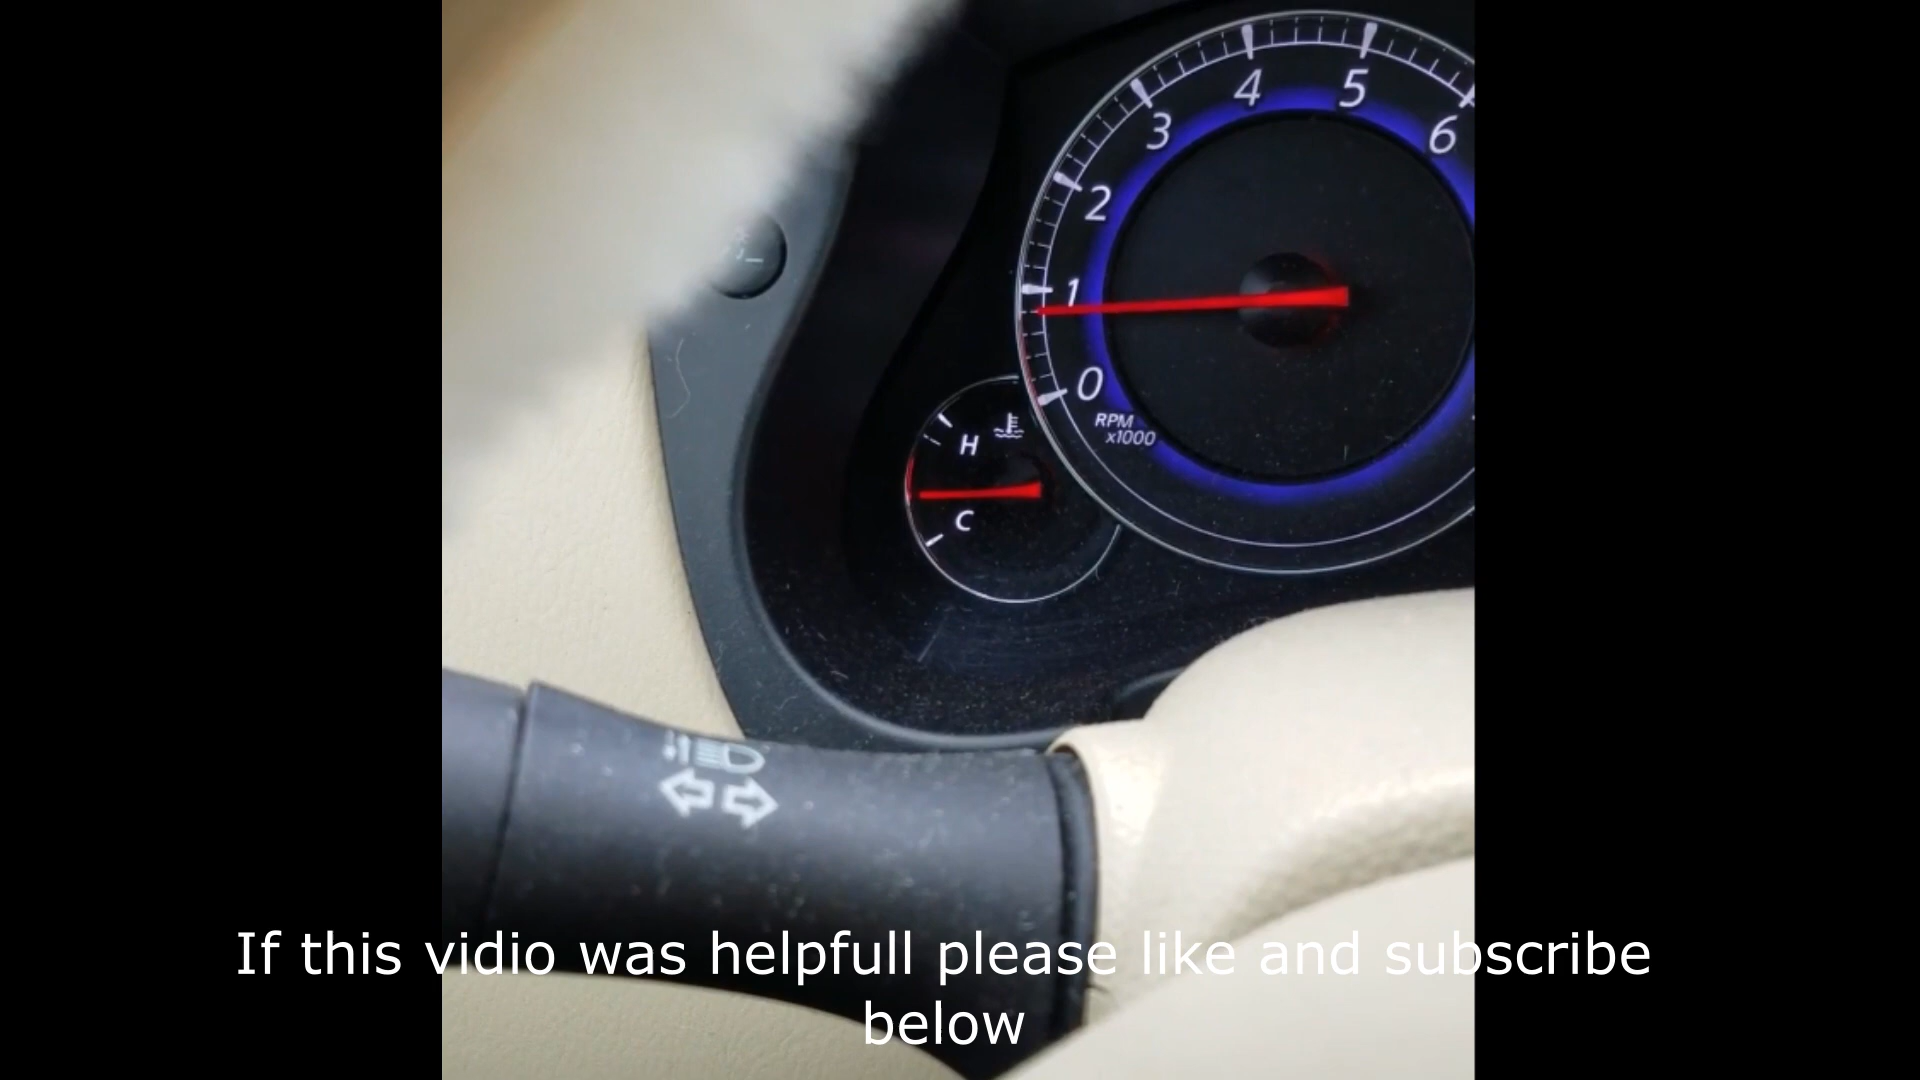 4 5
3 6
2
1
0
RPM
x1000
H
C
If this vidio was helpfull please like and subscribe
below